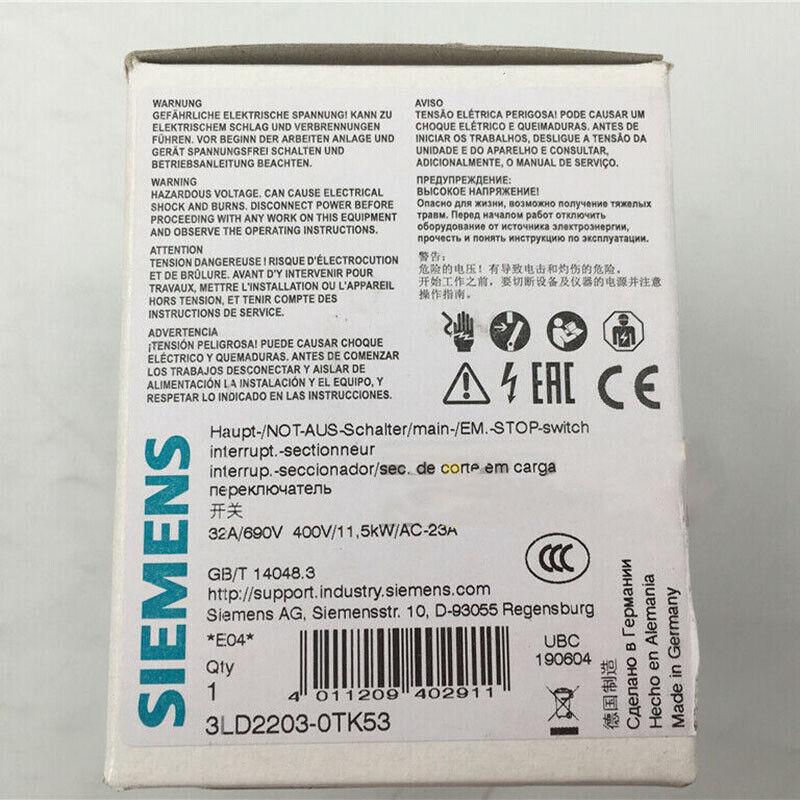 WARNUNG
GEFÄHRLICHE ELEKTRISCHE SPANNUNG! KANN ZU
ELEKTRISCHEM SCHLAG UND VERBRENNUNGEN
FÜHREN. VOR BEGINN DER ARBEITEN ANLAGE UND
GERÄT SPANNUNGSFREI SCHALTEN UND
BETRIEBSANLEITUNG BEACHTEN.
WARNING
HAZARDOUS VOLTAGE. CAN CAUSE ELECTRICAL
SHOCK AND BURNS. DISCONNECT POWER BEFORE
PROCEEDING WITH ANY WORK ON THIS EQUIPMENT
AND OBSERVE THE OPERATING INSTRUCTIONS.
ATTENTION
TENSION DANGEREUSE ! RISQUE D'ÉLECTROCUTION
ET DE BRÛLURE. AVANT D'Y INTERVENIR POUR
TRAVAUX, METTRE L'INSTALLATION OU L'APPAREIL
HORS TENSION, ET TENIR COMPTE DES
INSTRUCTIONS DE SERVICE.
ADVERTENCIA
¡TENSIÓN PELIGROSA! PUEDE CAUSAR CHOQUE
ELÉCTRICO Y QUEMADURAS. ANTES DE COMENZAR
LOS TRABAJOS DESCONECTAR Y AISLAR DE
ALIMENTACIÓN LA INSTALACIÓN Y EL EQUIPO, Y
RESPETAR LO INDICADO EN LAS INSTRUCCIONES.
AVISO
TENSÃO ELÉTRICA PERIGOSA! PODE CAUSAR UM
CHOQUE ELÉTRICO E QUEIMADURAS. ANTES DE
INICIAR OS TRABALHOS, DESLIGUE A TENSÃO DA
UNIDADE E DO APARELHO E CONSULTAR,
ADICIONALMENTE, O MANUAL DE SERVIÇO.
ПРЕДУПРЕЖДЕНИЕ:
ВЫСОКОЕ НАПРЯЖЕНИЕ!
Опасно для жизни, возможно получение тяжелых
травм. Перед началом работ отключить
оборудование от источника электроэнергии,
прочесть и понять инструкцию по эксплуатации.
警告:
危险的电压! 有导致电击和灼伤的危险。
开始工作之前, 要切断设备及仪器的电源并注意
操作指南。
EAC CE
SIEMENS
Haupt-/NOT-AUS-Schalter/main-/EM.-STOP-switch
interrupt.-sectionneur
interrup.-seccionador/sec. de corte em carga
переключатель
开关
32A/690V 400V/11,5kW/AC-23A
CCC
GB/T 14048.3
http://support.industry.siemens.com
Siemens AG, Siemensstr. 10, D-93055 Regensburg
*E04*
Qty
1
4 011209 402911
UBC
190604
3LD2203-0TK53
德国制造
Сделано в Германии
Hecho en Alemania
Made in Germany